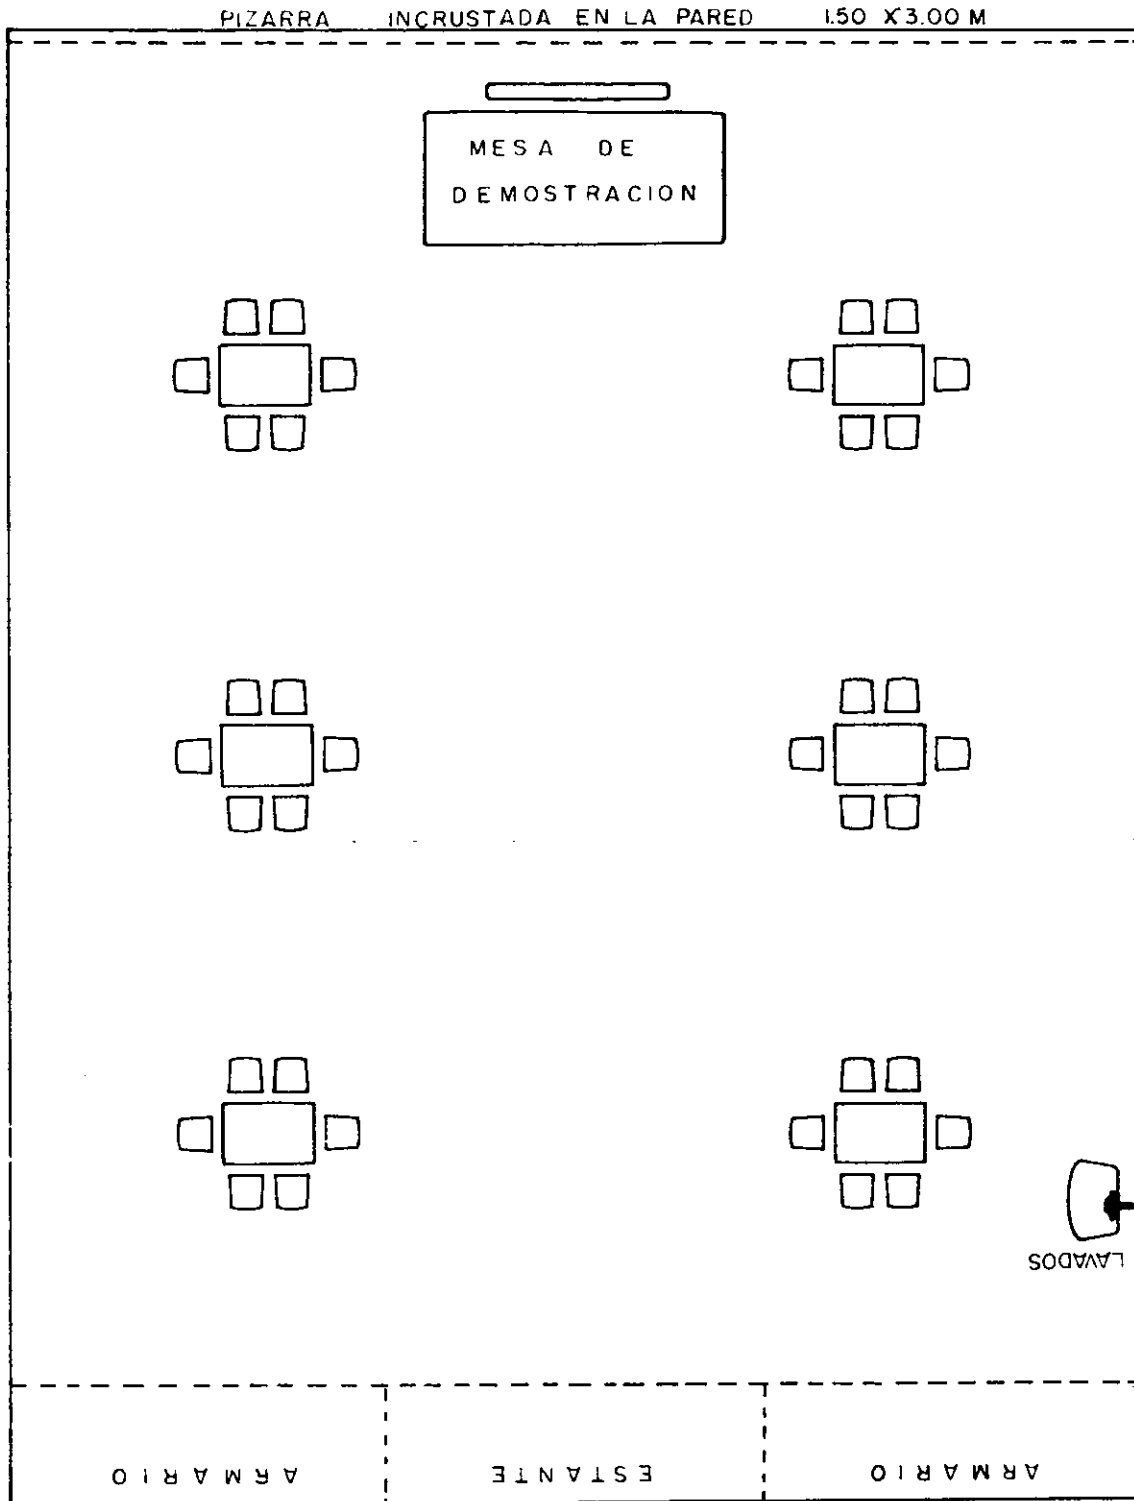 PIZARRA INCRUSTADA EN LA PARED 1.50 X 3.00 M
MESA DE
DEMOSTRACION
LAVADOS
ARMARIO ESTANTE ARMARIO